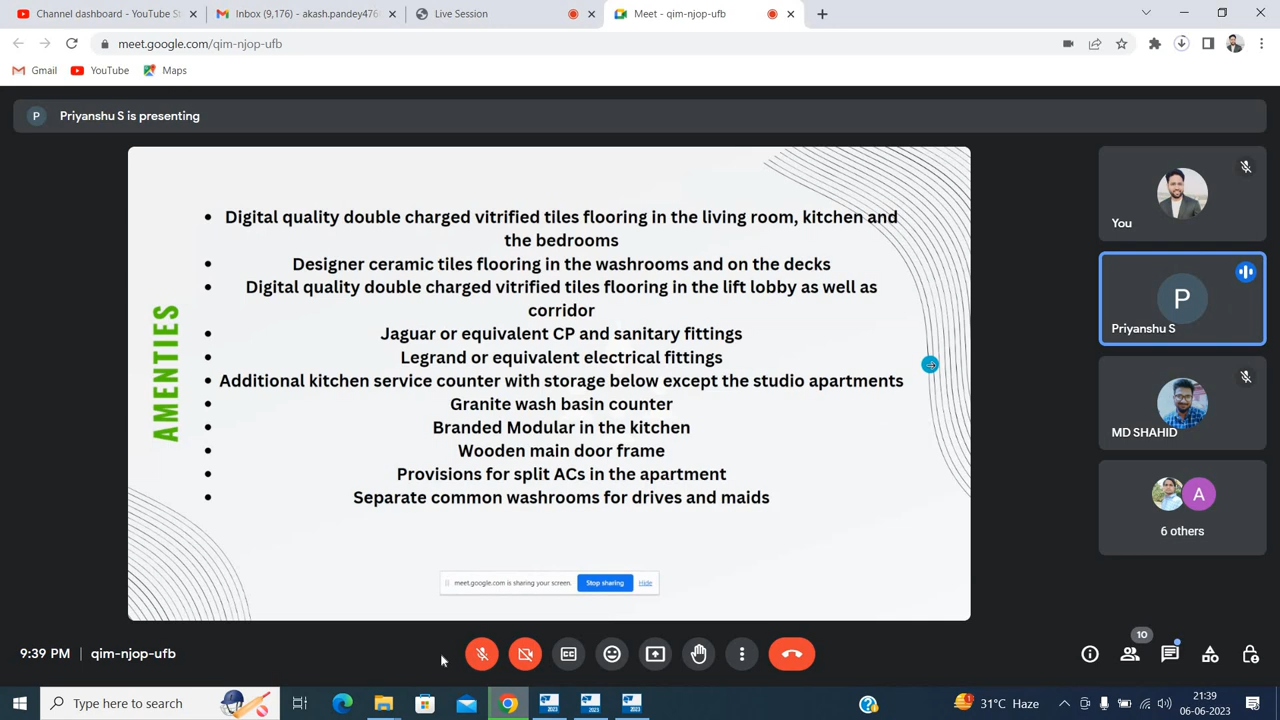 Channel dashboard - YouTube S
Inbox (9,176) - akash.pandey476
Live Session
Meet - qim-njop-ufb
meet.google.com/qim-njop-ufb
Gmail
YouTube
Maps
P
Priyanshu S is presenting
AMENTIES
• Digital quality double charged vitrified tiles flooring in the living room, kitchen and
the bedrooms
• Designer ceramic tiles flooring in the washrooms and on the decks
• Digital quality double charged vitrified tiles flooring in the lift lobby as well as
corridor
• Jaguar or equivalent CP and sanitary fittings
• Legrand or equivalent electrical fittings
• Additional kitchen service counter with storage below except the studio apartments
• Granite wash basin counter
• Branded Modular in the kitchen
• Wooden main door frame
• Provisions for split ACs in the apartment
• Separate common washrooms for drives and maids
meet.google.com is sharing your screen.
Stop sharing
Hide
You
P
Priyanshu S
MD SHAHID
A
6 others
9:39 PM | qim-njop-ufb
10
Type here to search
2023
2023
2023
31°C Haze
21:39
06-06-2023